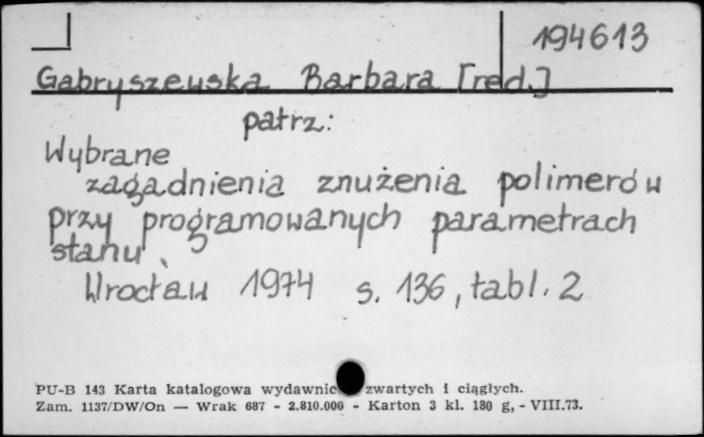 194613
Gabryszewska Barbara [red.]
patrz:
Wybrane
zagadnienia znużenia polimerów
przy programowanych parametrach
stanu.
Wrocław 1974 s. 136, tabl. 2
PU-B 143 Karta katalogowa wydawnic zwartych i ciągłych.
Zam. 1137/DW/On — Wrak 687 - 2.810.000 - Karton 3 kl. 180 g, - VIII.73.